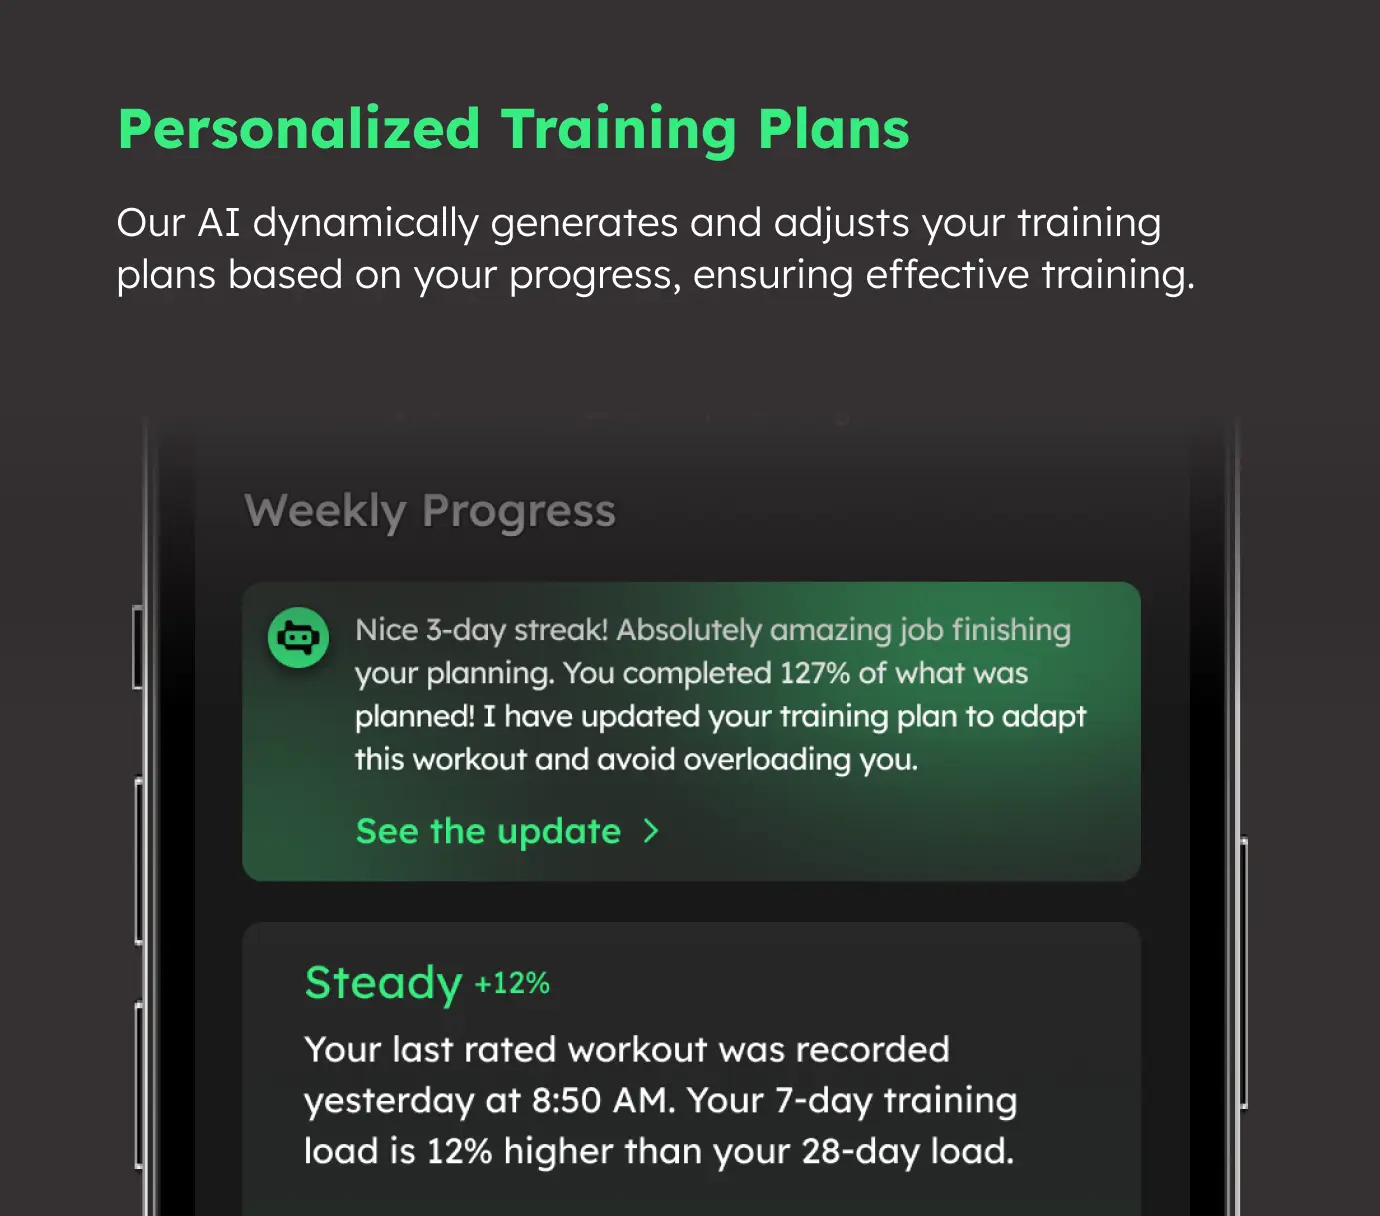 Personalized Training Plans
Our AI dynamically generates and adjusts your training
plans based on your progress, ensuring effective training.
Weekly Progress
Nice 3-day streak! Absolutely amazing job finishing
your planning. You completed 127% of what was
planned! I have updated your training plan to adapt
this workout and avoid overloading you.
See the update
Steady +12%
Your last rated workout was recorded
yesterday at 8:50 AM. Your 7-day training
load is 12% higher than your 28-day load.